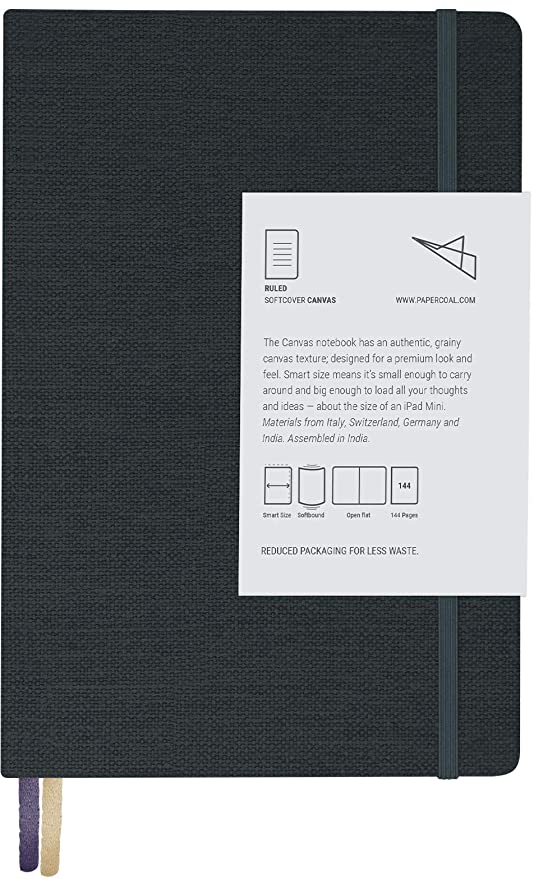 RULED
SOFTCOVER CANVAS
WWW.PAPERCOAL.COM
The Canvas notebook has an authentic, grainy
canvas texture; designed for a premium look and
feel. Smart size means it's small enough to carry
around and big enough to load all your thoughts
and ideas — about the size of an iPad Mini.
Materials from Italy, Switzerland, Germany and
India. Assembled in India.
144
Smart Size Softbound Open flat 144 Pages
REDUCED PACKAGING FOR LESS WASTE.